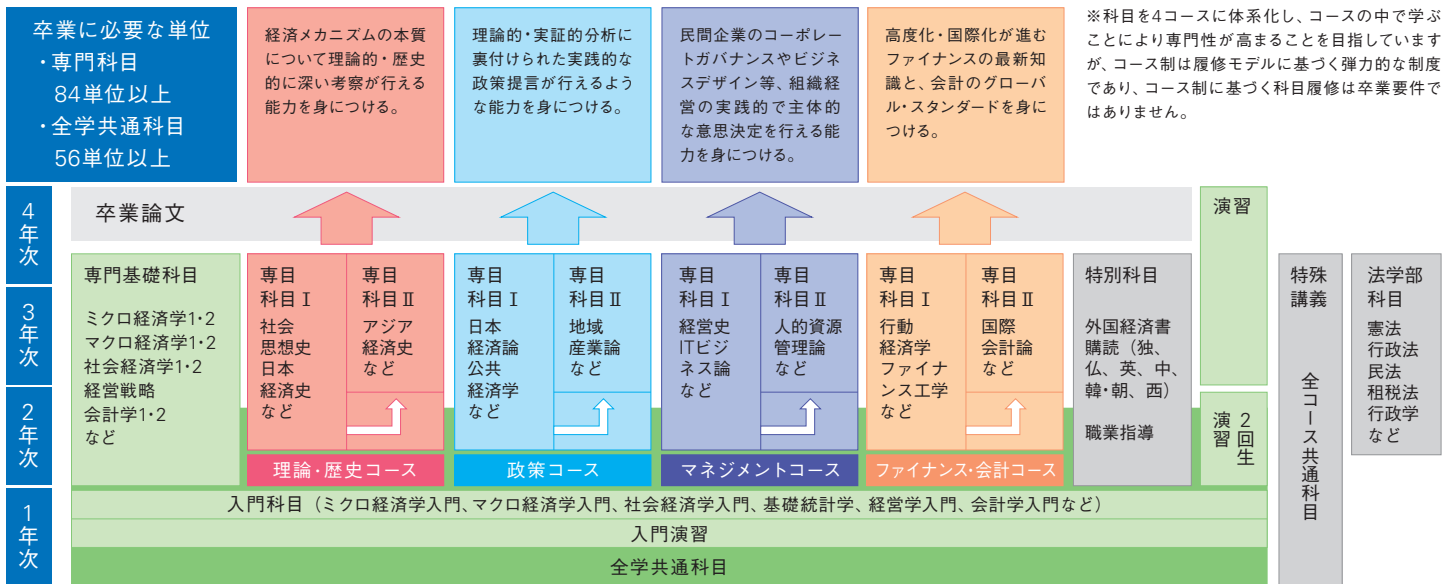 卒業に必要な単位
・専門科目
84単位以上
・全学共通科目
56単位以上
経済メカニズムの本質
について理論的・歴史
的に深い考察が行える
能力を身につける。
理論的・実証的分析に
裏付けられた実践的な
政策提言が行えるよう
な能力を身につける。
民間企業のコーポレー
トガバナンスやビジネ
スデザイン等、組織経
営の実践的で主体的
な意思決定を行える能
力を身につける。
高度化・国際化が進む
ファイナンスの最新知
識と、会計のグローバ
ル・スタンダードを身に
つける。
※科目を4コースに体系化し、コースの中で学ぶ
ことにより専門性が高まることを目指しています
が、コース制は履修モデルに基づく弾力的な制度
であり、コース制に基づく科目履修は卒業要件で
はありません。
4年次
3年次
2年次
1年次
卒業論文
専門基礎科目
ミクロ経済学1・2
マクロ経済学1・2
社会経済学1・2
経営戦略
会計学1・2
など
専目
科目Ⅰ
社会
思想史
日本
経済史
など
専目
科目Ⅱ
アジア
経済史
など
理論・歴史コース
専目
科目Ⅰ
日本
経済論
公共
経済学
など
専目
科目Ⅱ
地域
産業論
など
政策コース
専目
科目Ⅰ
経営史
ITビジ
ネス論
など
専目
科目Ⅱ
人的資源
管理論
など
マネジメントコース
専目
科目Ⅰ
行動
経済学
ファイナ
ンス工学
など
専目
科目Ⅱ
国際
会計論
など
ファイナンス・会計コース
特別科目
外国経済書
購読（独、
仏、英、中、
韓・朝、西）
職業指導
演習
2回生
演習
特殊
講義
全コース共通科目
法学部
科目
憲法
行政法
民法
租税法
行政学
など
入門科目（ミクロ経済学入門、マクロ経済学入門、社会経済学入門、基礎統計学、経営学入門、会計学入門など）
入門演習
全学共通科目